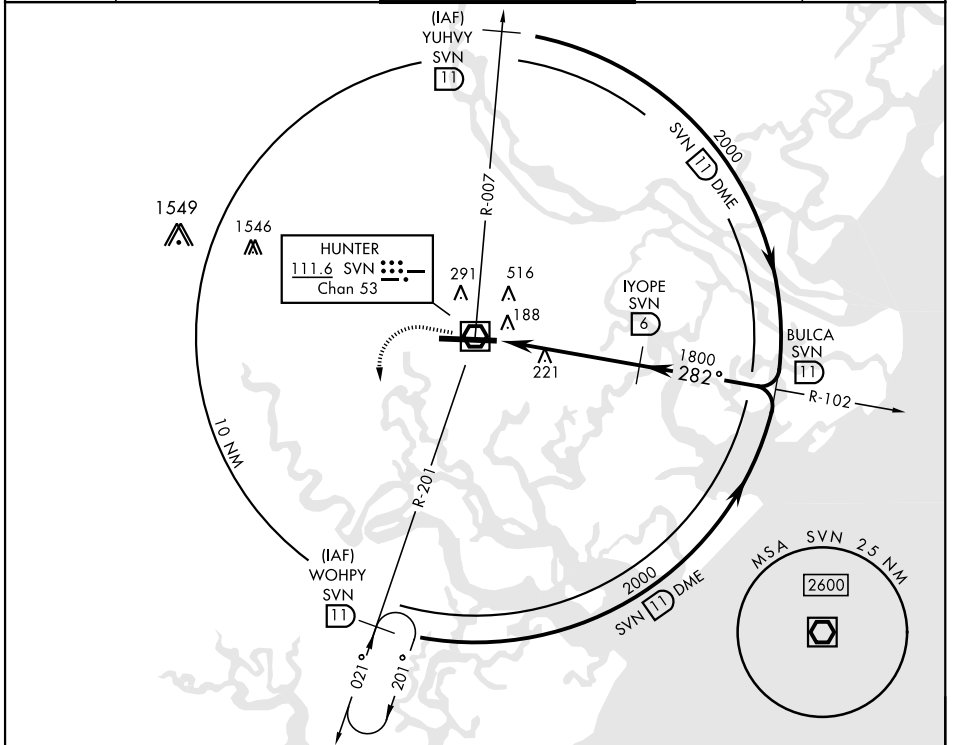 (IAF)
YUHVY
SVN
11
2000
SVN 11 DME
R-007
1549
1546
HUNTER
111.6 SVN
Chan 53
291
516
188
221
IYOPE
SVN
6
1800
282°
BULCA
SVN
11
R-102
10 NM
R-201
(IAF)
WOHPY
SVN
11
2000
SVN 11 DME
021°
201°
MSA SVN 25 NM
2600